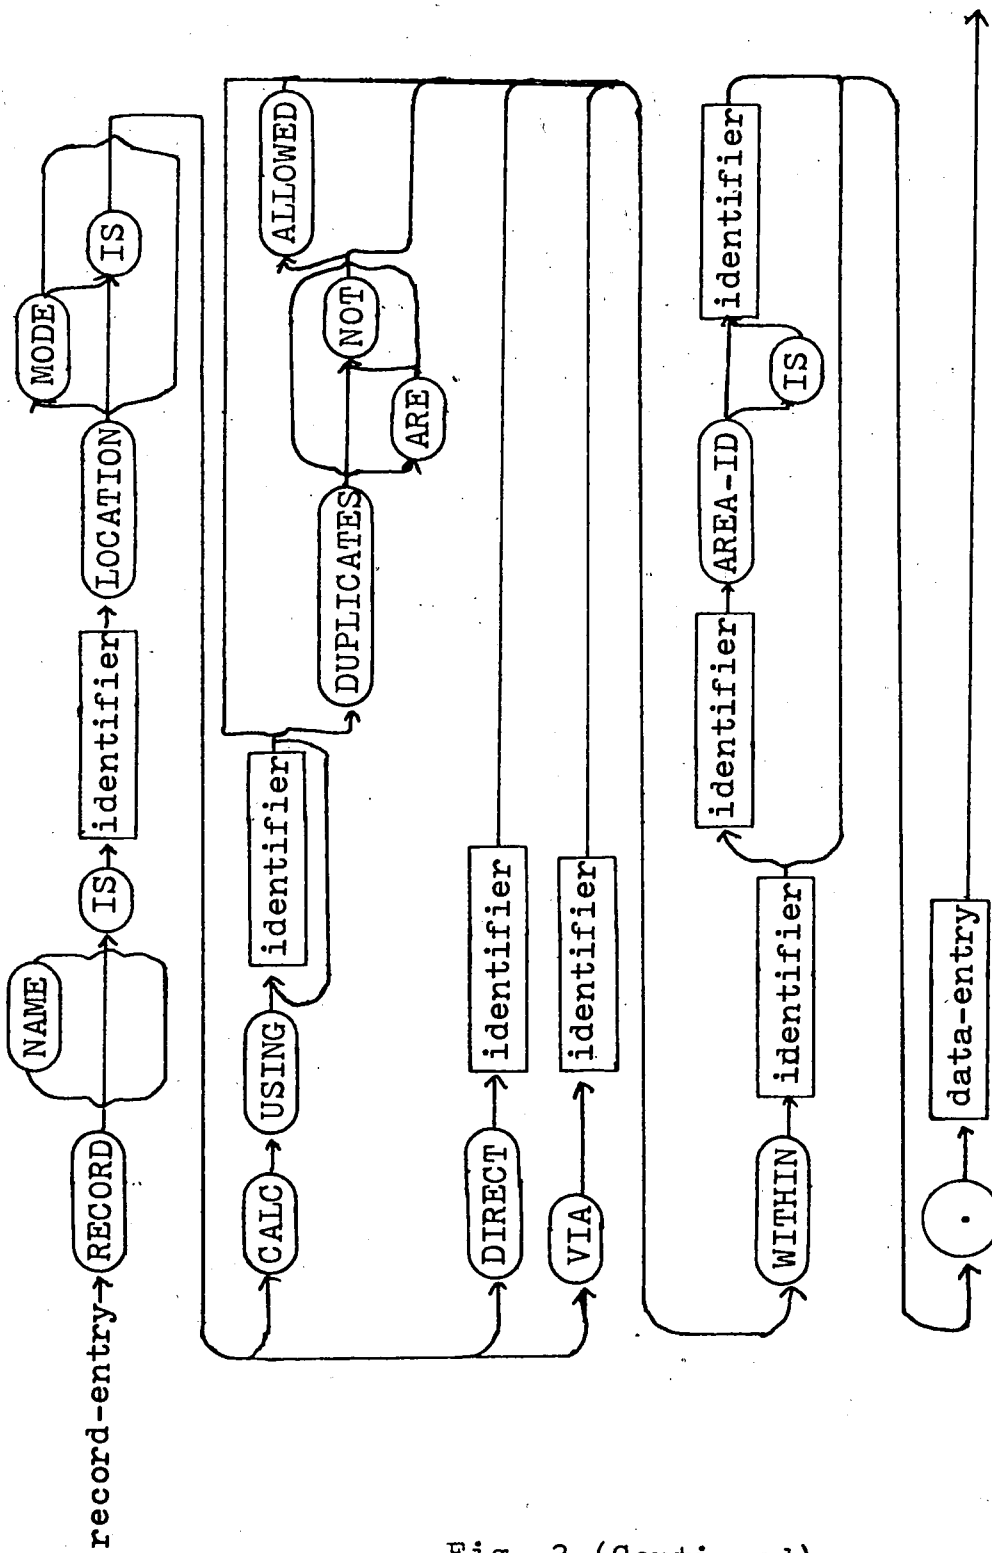 record-entry RECORD NAME IS identifier LOCATION MODE IS
CALC USING identifier DUPLICATES ARE NOT ALLOWED
DIRECT identifier
VIA identifier
WITHIN identifier identifier AREA-ID IS identifier
. data-entry
Fig. 2 (Continued)